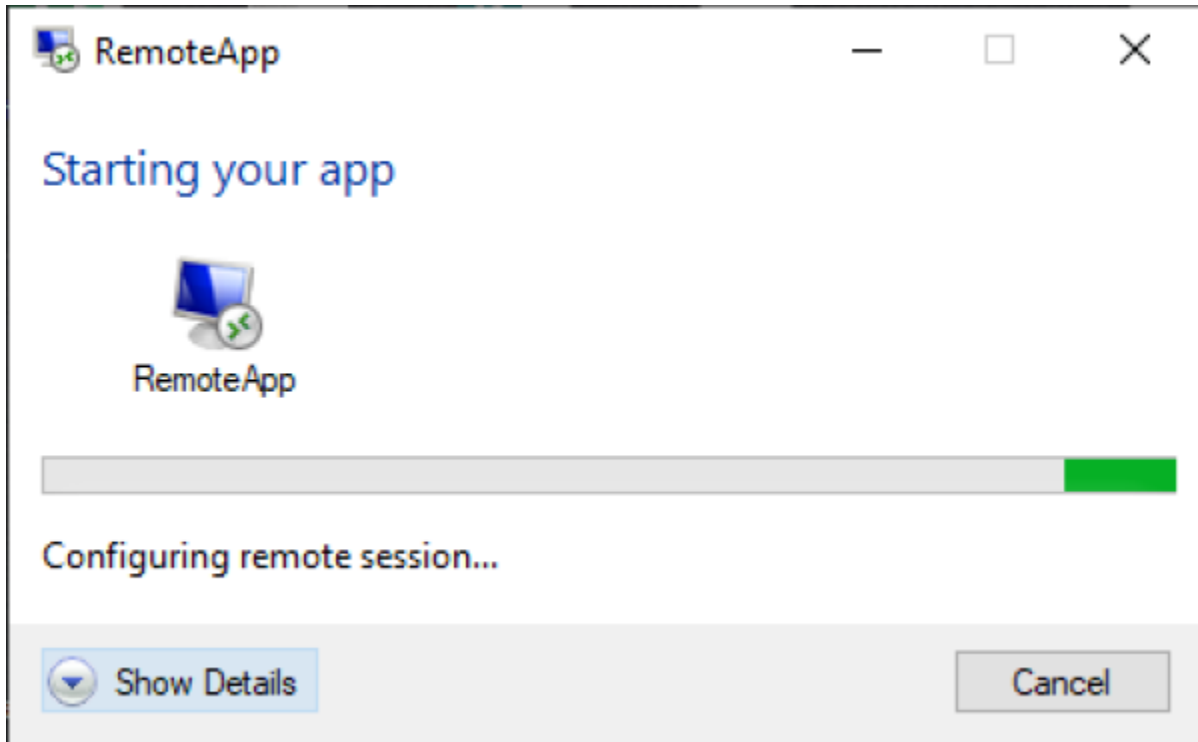 RemoteApp
Starting your app
RemoteApp
Configuring remote session...
Show Details
Cancel